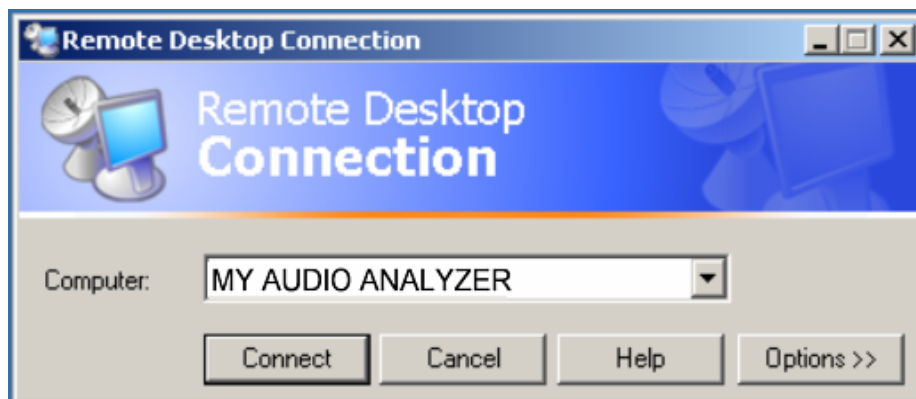 Remote Desktop Connection
Remote Desktop
Connection
Computer: MY AUDIO ANALYZER
Connect Cancel Help Options >>